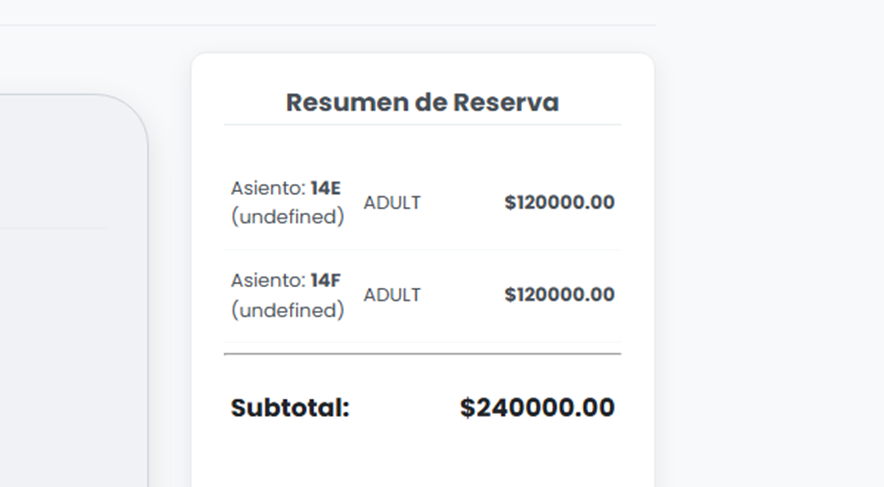 Resumen de Reserva
Asiento: 14E
(undefined)
ADULT
$120000.00
Asiento: 14F
(undefined)
ADULT
$120000.00
Subtotal: $240000.00